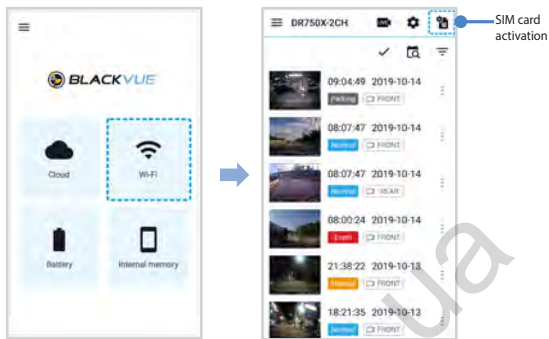 BLACKVUE
Cloud
Wi-Fi
Battery
Internal memory
DR750X-2CH
LIVE
SIM card
activation
09:04:49 2019-10-14
Parking FRONT
08:07:47 2019-10-14
Normal FRONT
08:07:47 2019-10-14
Normal REAR
08:00:24 2019-10-14
Event FRONT
21:38:22 2019-10-13
Manual FRONT
18:21:35 2019-10-13
Normal FRONT
ua